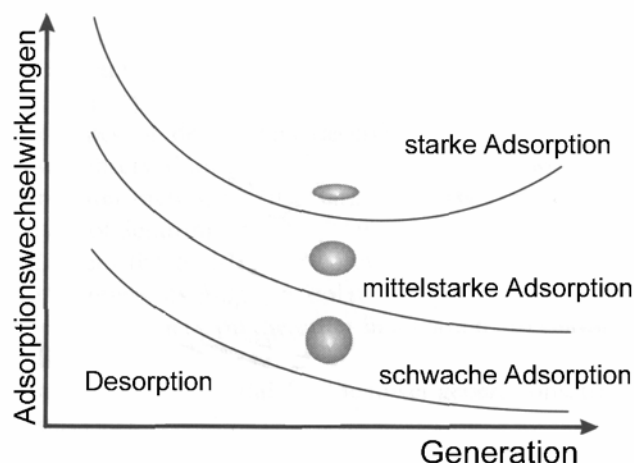 Adsorptionswechselwirkungen
starke Adsorption
mittelstarke Adsorption
Desorption
schwache Adsorption
Generation